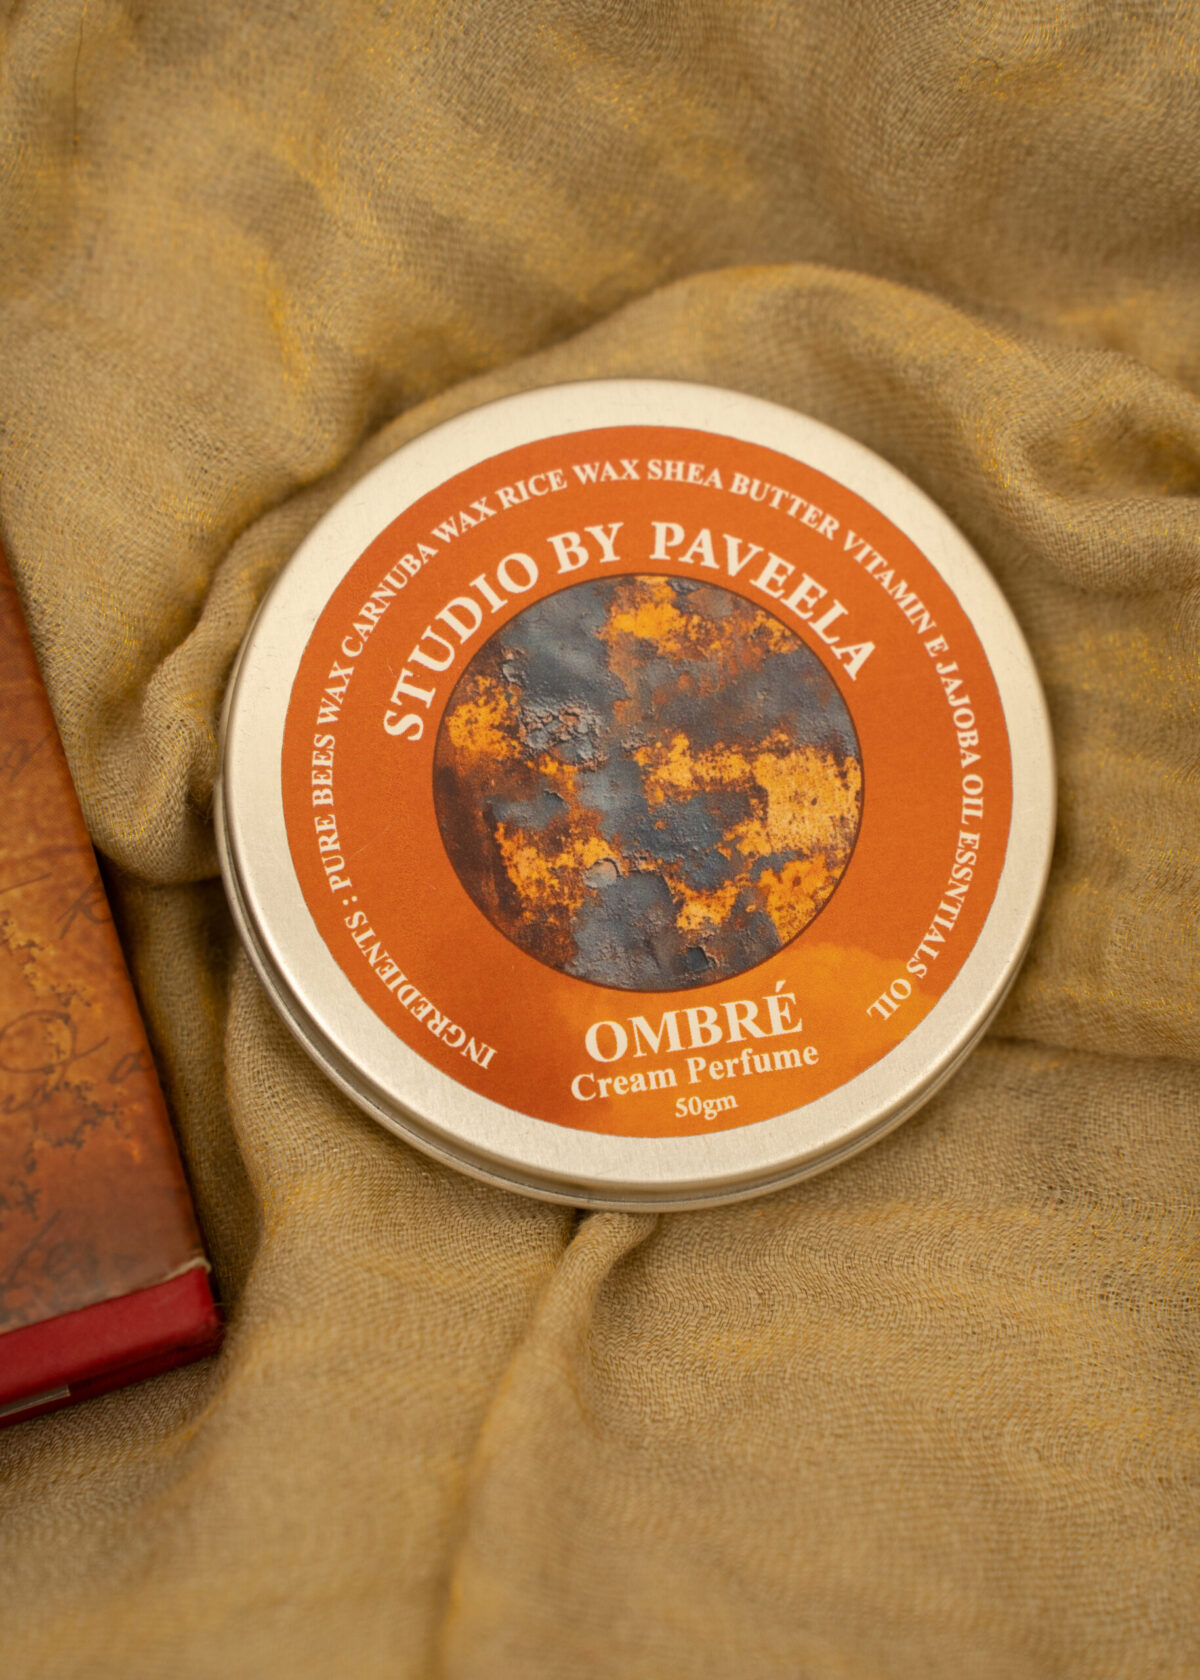 INGREDIENTS : PURE BEES WAX CARNUBA WAX RICE WAX SHEA BUTTER VITAMIN E JAJOBA OIL ESSNTIALS OIL
STUDIO BY PAVEELA
OMBRÉ
Cream Perfume
50gm